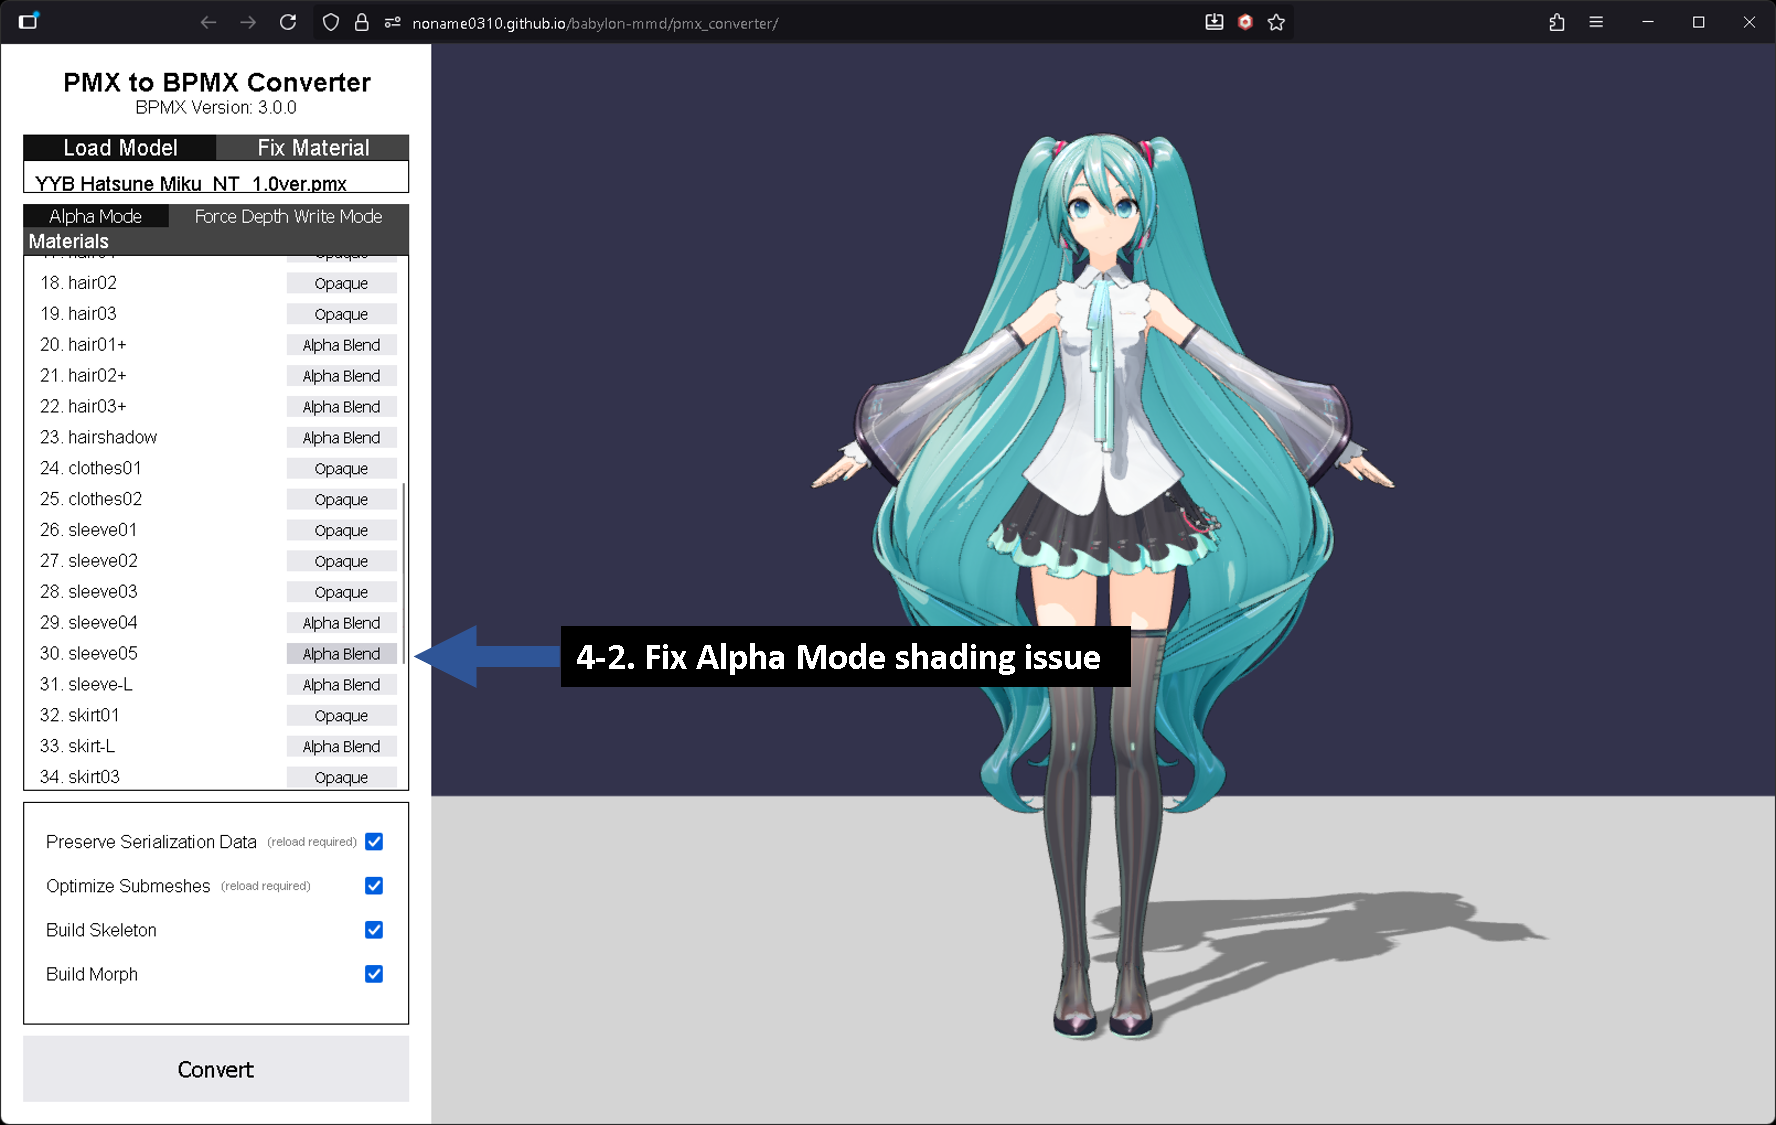 noname0310.github.io/babylon-mmd/pmx_converter/
PMX to BPMX Converter
BPMX Version: 3.0.0
Load Model Fix Material
YYB Hatsune Miku_NT_1.0ver.pmx
Alpha Mode Force Depth Write Mode
Materials
18. hair02 Opaque
19. hair03 Opaque
20. hair01+ Alpha Blend
21. hair02+ Alpha Blend
22. hair03+ Alpha Blend
23. hairshadow Alpha Blend
24. clothes01 Opaque
25. clothes02 Opaque
26. sleeve01 Opaque
27. sleeve02 Opaque
28. sleeve03 Opaque
29. sleeve04 Alpha Blend
30. sleeve05 Alpha Blend
4-2. Fix Alpha Mode shading issue
31. sleeve-L Alpha Blend
32. skirt01 Opaque
33. skirt-L Alpha Blend
34. skirt03 Opaque
Preserve Serialization Data (reload required)
Optimize Submeshes (reload required)
Build Skeleton
Build Morph
Convert